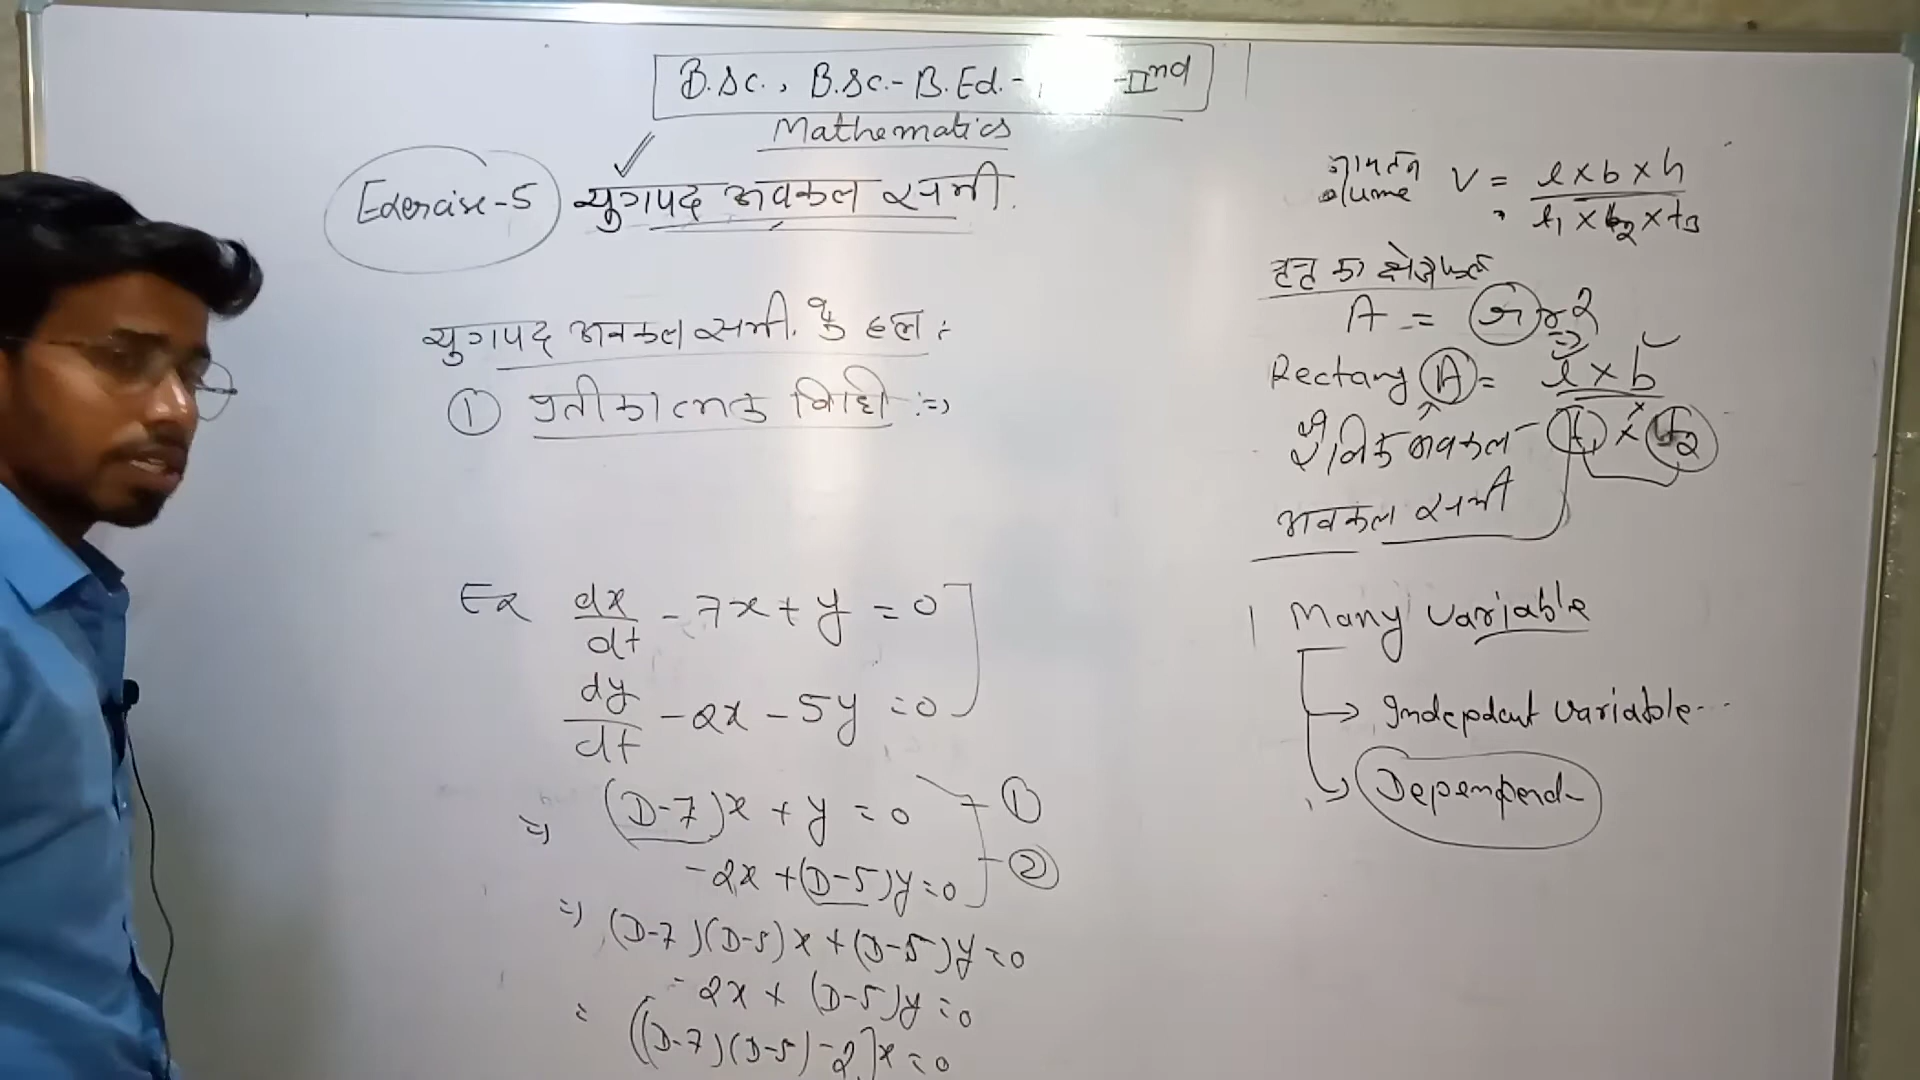 B.Sc., B.Sc.-B.Ed.- IInd
Mathematics
Exercise-5 युगपद अवकल समी.
युगपद अवकल समी. के हल :
① प्रतीकात्मक विधि :⇒
Ex dx/dt - 7x + y = 0
dy/dt - 2x - 5y = 0
⇒ (D-7)x + y = 0 - ①
-2x + (D-5)y = 0 - ②
⇒ (D-7)(D-5)x + (D-5)y = 0
-2x + (D-5)y = 0
= [(D-7)(D-5)-2]x = 0
V = l x b x h
t1 x t2 x t3
का क्षेत्रफल
A = πr2
Rectang A = l x b
अवकल - t1 x t2
अवकल समी
Many variable
→ Indepdent variable...
→ Depempend-